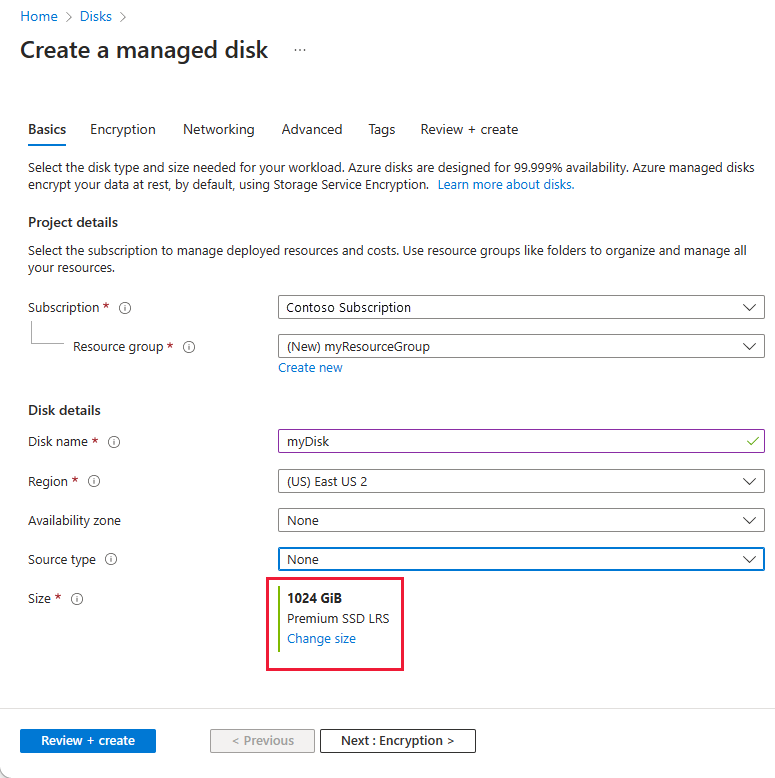 Home > Disks >
Create a managed disk ...
Basics Encryption Networking Advanced Tags Review + create
Select the disk type and size needed for your workload. Azure disks are designed for 99.999% availability. Azure managed disks
encrypt your data at rest, by default, using Storage Service Encryption. Learn more about disks.
Project details
Select the subscription to manage deployed resources and costs. Use resource groups like folders to organize and manage all
your resources.
Subscription * Contoso Subscription
Resource group * (New) myResourceGroup
Create new
Disk details
Disk name * myDisk
Region * (US) East US 2
Availability zone None
Source type None
Size * 1024 GiB
Premium SSD LRS
Change size
Review + create < Previous Next : Encryption >